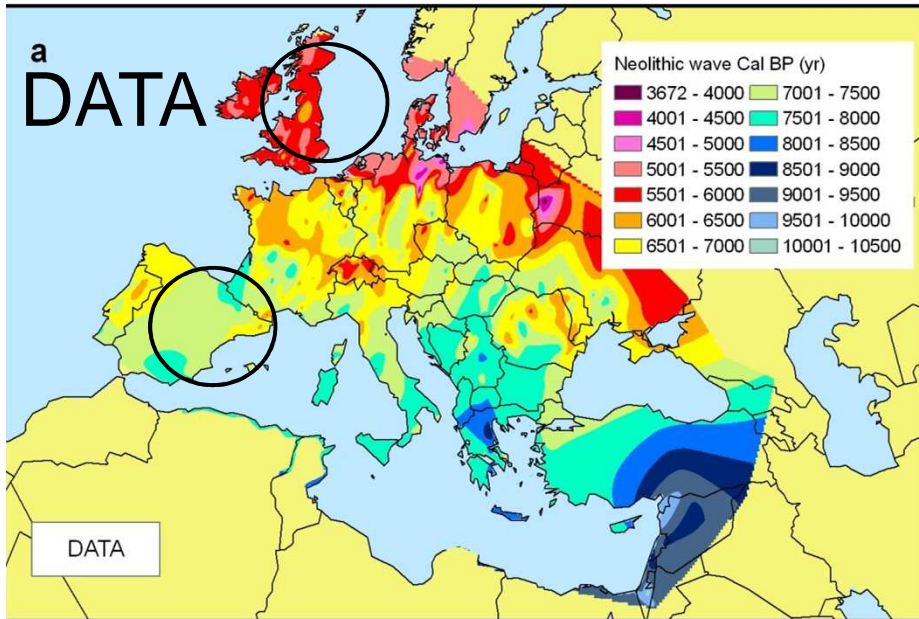 a
DATA
Neolithic wave Cal BP (yr)
3672 - 4000 7001 - 7500
4001 - 4500 7501 - 8000
4501 - 5000 8001 - 8500
5001 - 5500 8501 - 9000
5501 - 6000 9001 - 9500
6001 - 6500 9501 - 10000
6501 - 7000 10001 - 10500
DATA